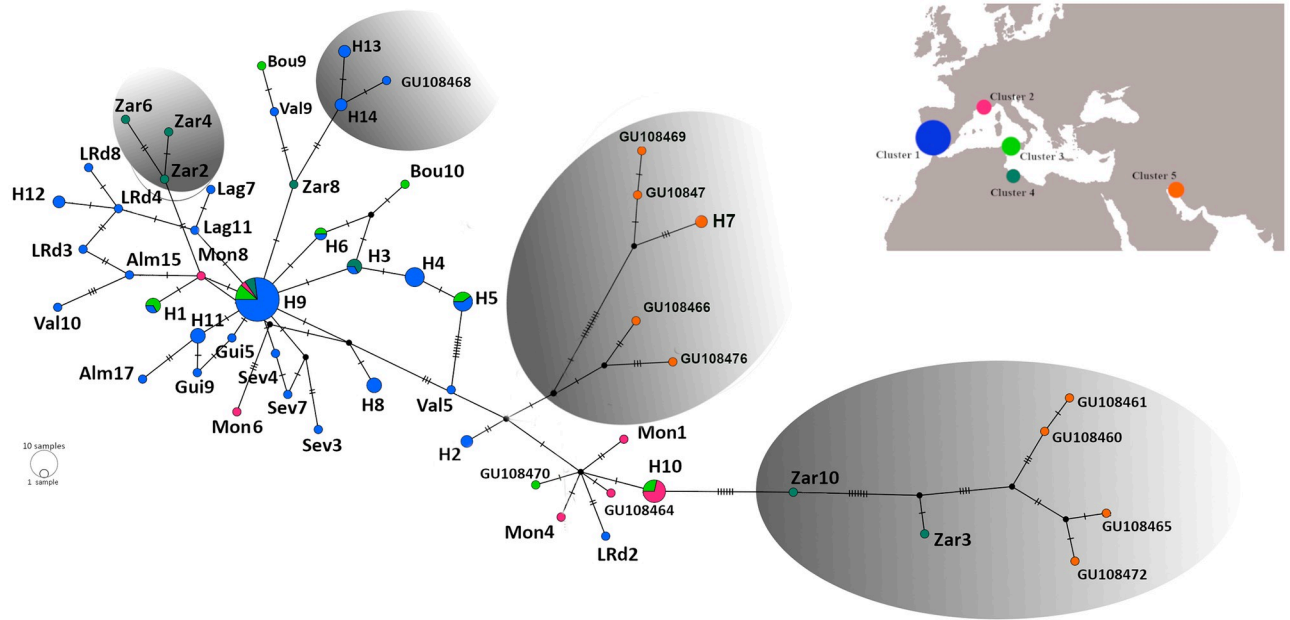 H13
Bou9
GU108468
Cluster 2
Zar6
Val9
H14
Zar4
GU108469
Cluster 1
Cluster 3
LRd8
Zar2
Bou10
Cluster 5
Cluster 4
H12
LRd4
Lag7
Zar8
GU10847
H7
Lag11
LRd3
Alm15
Mon8
H6
H3
H4
H9
H5
GU108466
Val10
H1
H11
Gui5
GU108476
Alm17
Gui9
Sev4
Sev7
H8
Val5
GU108461
Mon6
Sev3
H2
Mon1
GU108460
10 samples
1 sample
GU108470
H10
Zar10
GU108464
GU108465
Mon4
LRd2
Zar3
GU108472